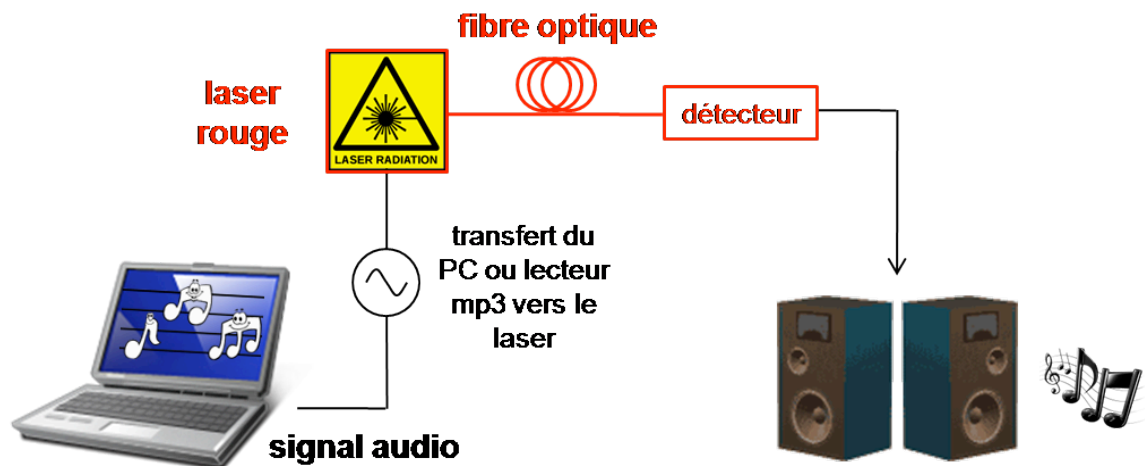 fibre optique
laser
rouge
LASER RADIATION
détecteur
transfert du
PC ou lecteur
mp3 vers le
laser
signal audio